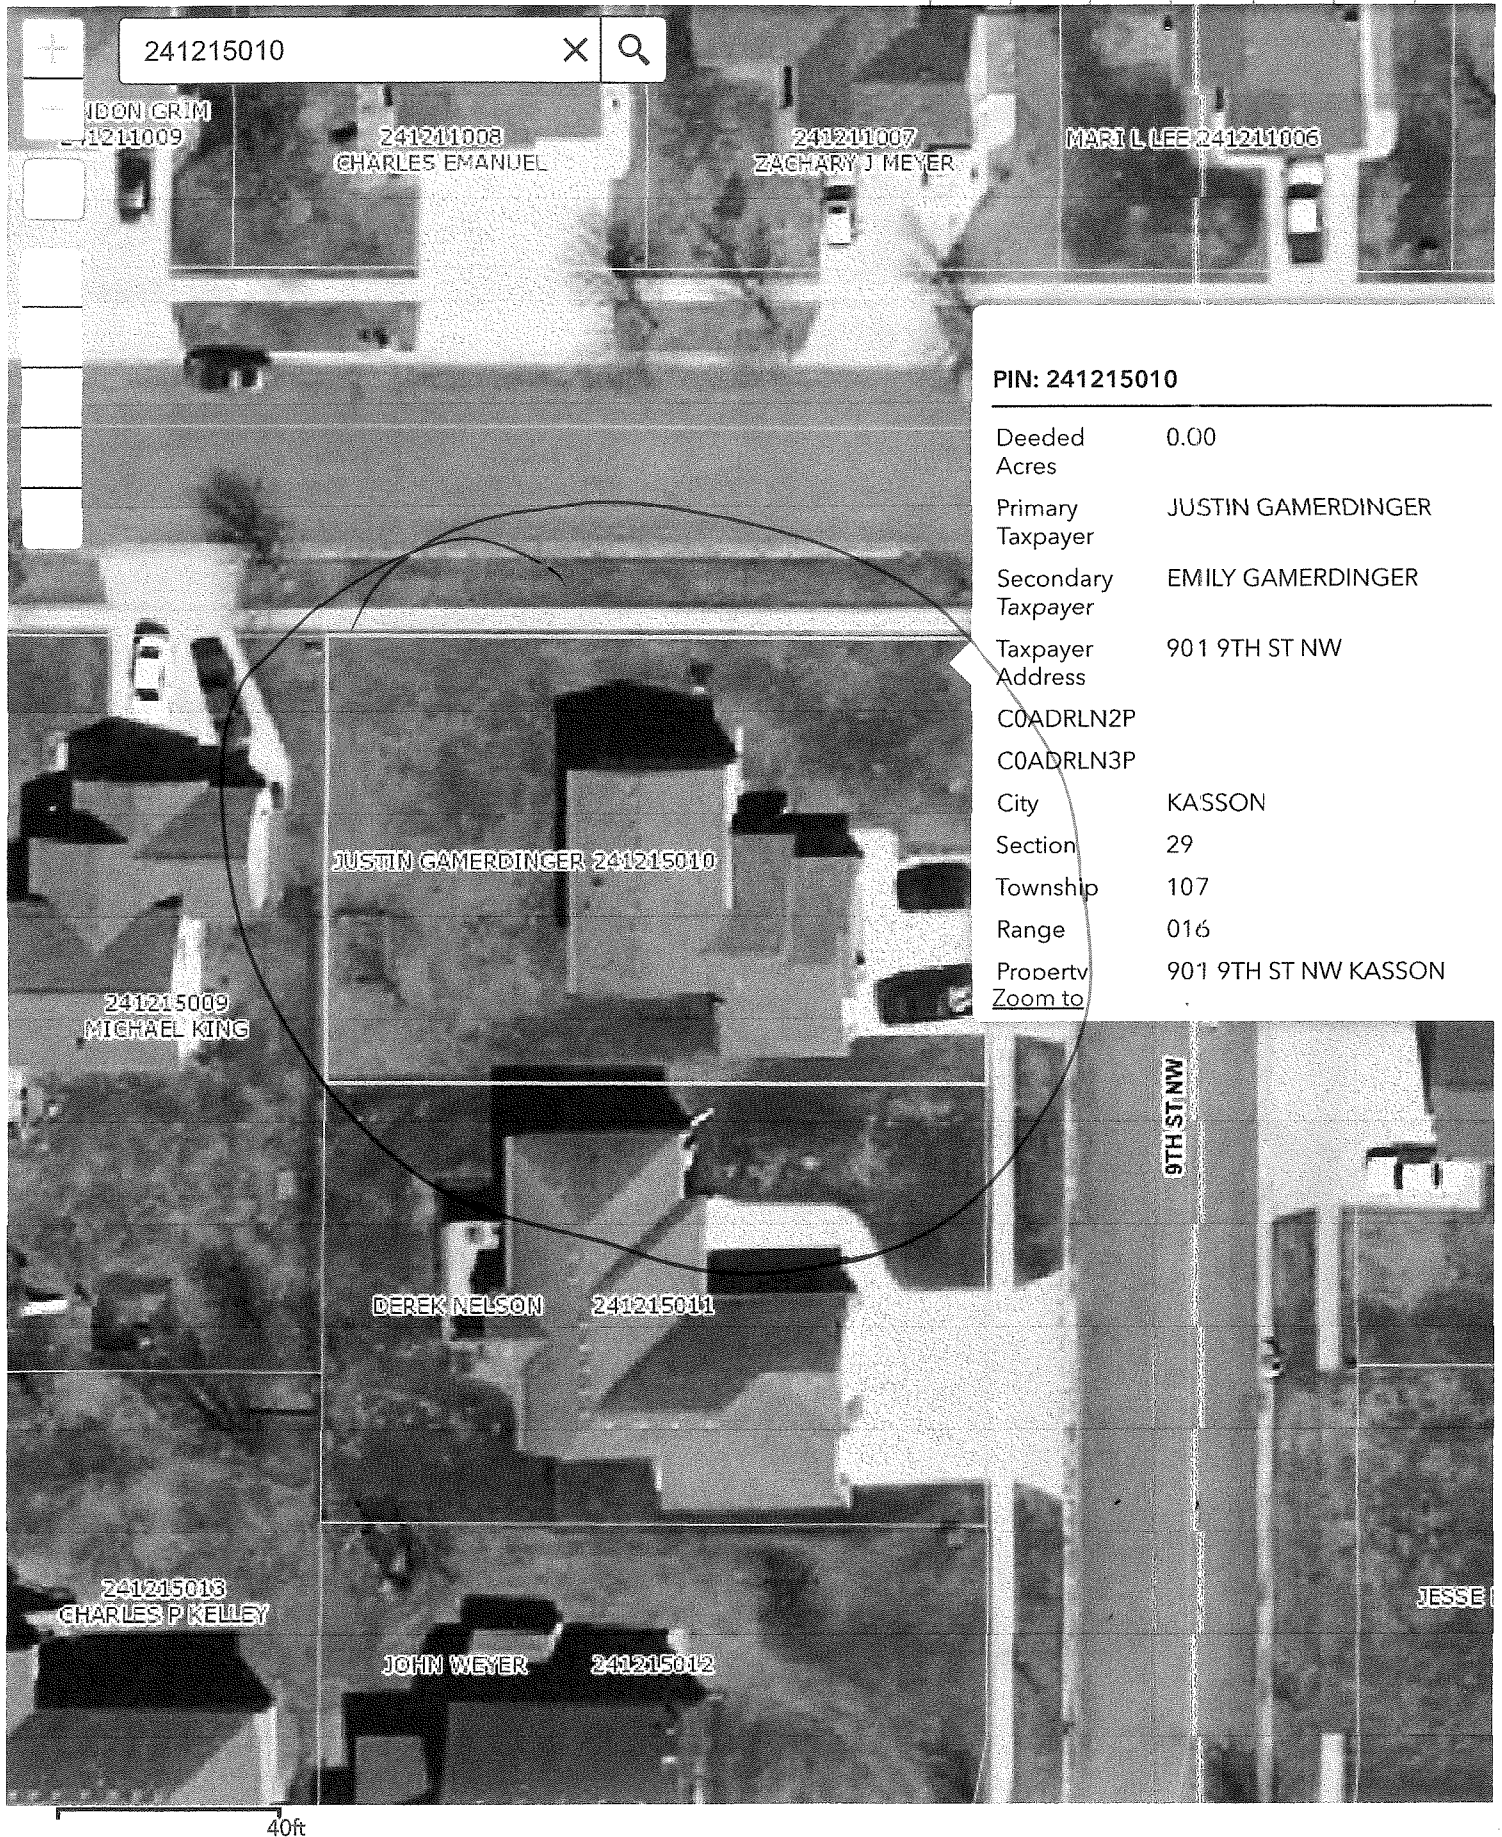 241215010
NDON GRIM
241211009
241211008
CHARLES EMANUEL
241211007
ZACHARY J MEYER
MARI L LEE 241211006
PIN: 241215010
Deeded Acres 0.00
Primary Taxpayer JUSTIN GAMERDINGER
Secondary Taxpayer EMILY GAMERDINGER
Taxpayer Address 901 9TH ST NW
C0ADRLN2P
C0ADRLN3P
City KASSON
Section 29
Township 107
Range 016
Property 901 9TH ST NW KASSON
Zoom to
JUSTIN GAMERDINGER 241215010
241215009
MICHAEL KING
9TH ST NW
DEREK NELSON 241215011
241215013
CHARLES P KELLEY
JESSE
JOHN WEYER 241215012
40ft